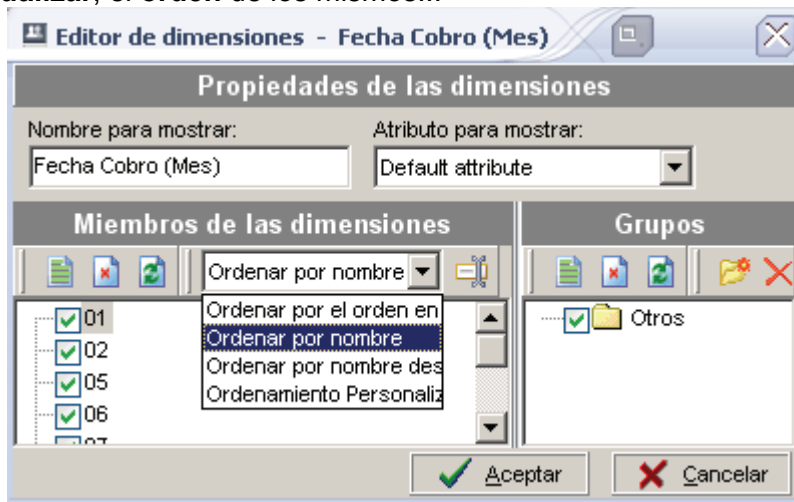 , el orden de los mismos...
Editor de dimensiones - Fecha Cobro (Mes)
Propiedades de las dimensiones
Nombre para mostrar:
Atributo para mostrar:
Fecha Cobro (Mes)
Default attribute
Miembros de las dimensiones
Grupos
Ordenar por nombre
Ordenar por el orden en
Ordenar por nombre
Ordenar por nombre des
Ordenamiento Personaliz
01
02
05
06
07
Otros
Aceptar
Cancelar